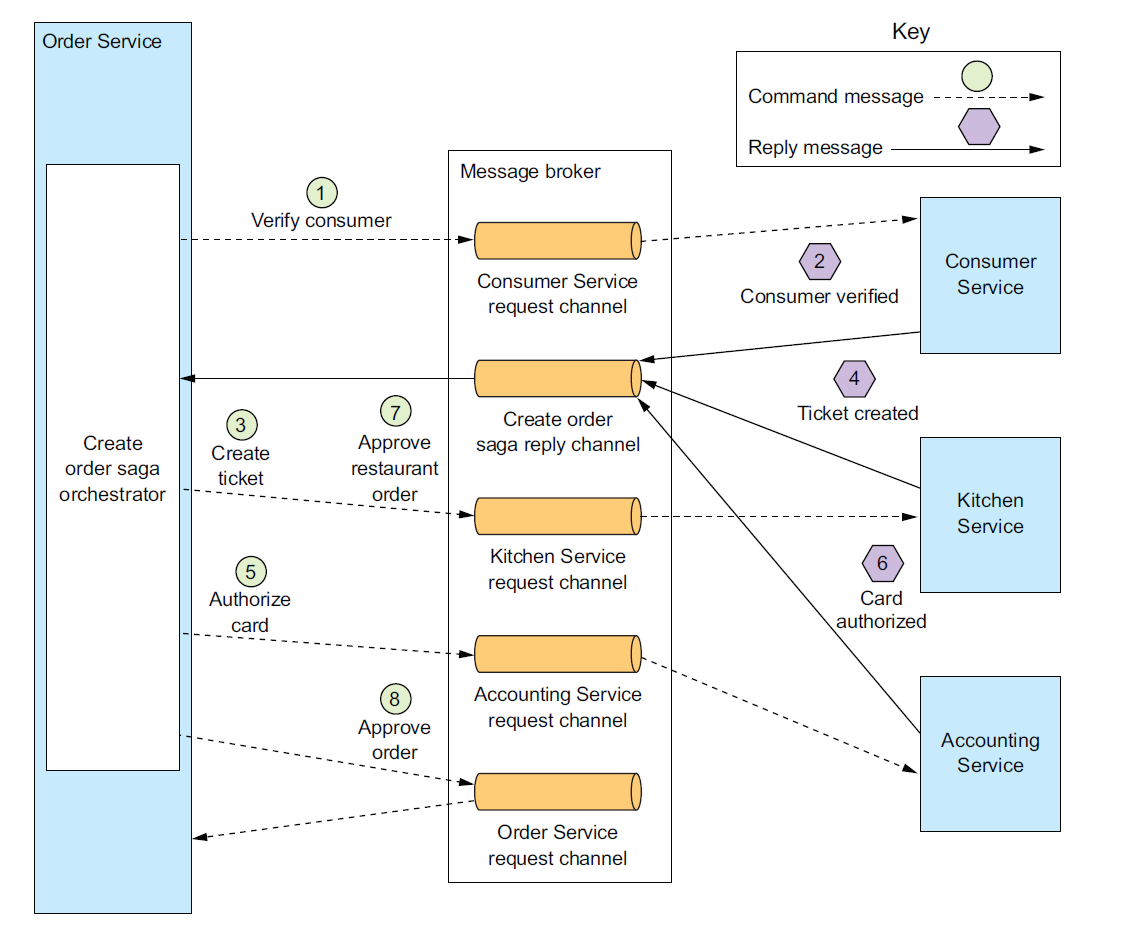 Order Service
Key
Command message
Reply message
Message broker
1
Verify consumer
Consumer Service
request channel
2
Consumer verified
Consumer
Service
Create order
saga reply channel
4
Ticket created
3
Create
ticket
7
Approve
restaurant
order
Create
order saga
orchestrator
Kitchen Service
request channel
Kitchen
Service
5
Authorize
card
6
Card
authorized
Accounting Service
request channel
8
Approve
order
Accounting
Service
Order Service
request channel